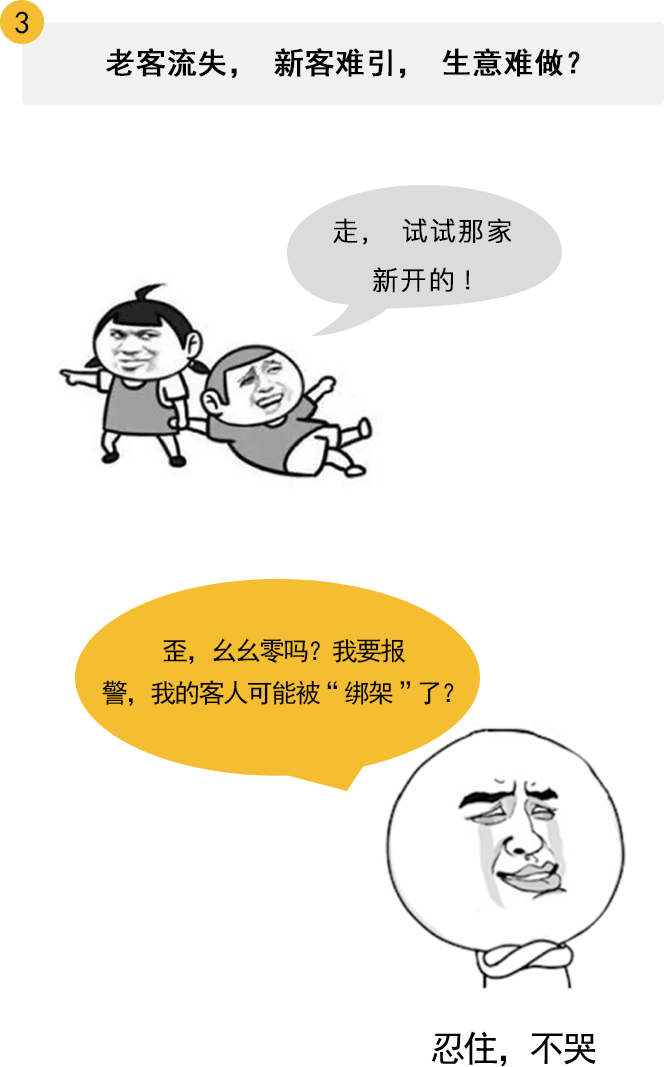 3
老客流失， 新客难引， 生意难做？
走， 试试那家
新开的！
歪，幺幺零吗？我要报
警，我的客人可能被“绑架”了？
忍住，不哭